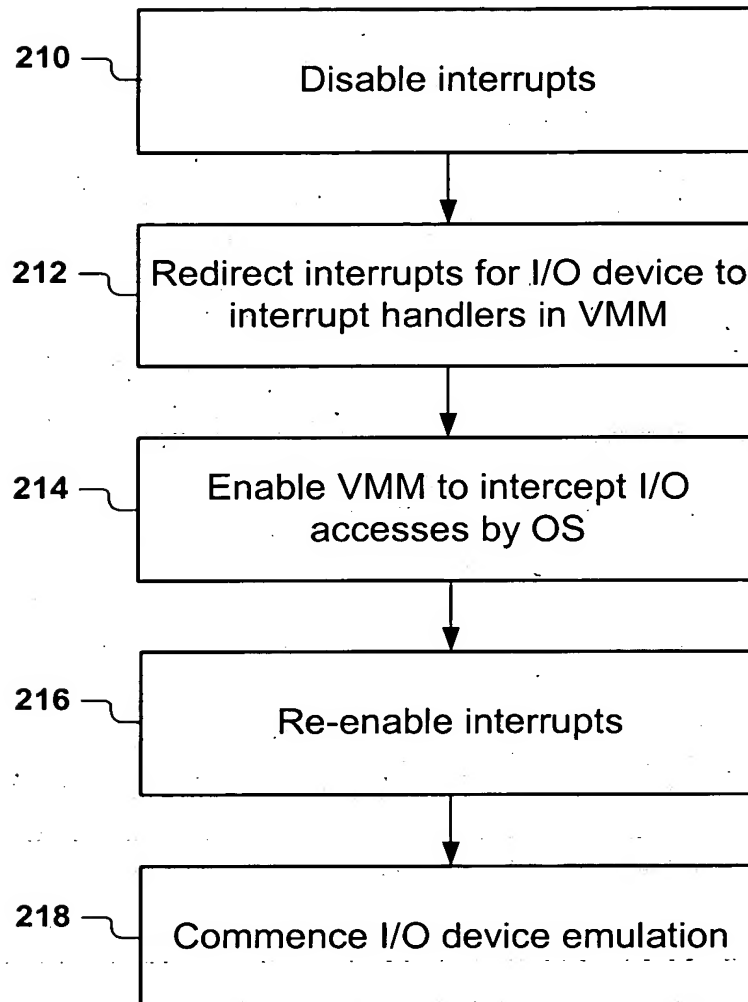 210
Disable interrupts
212
Redirect interrupts for I/O device to
interrupt handlers in VMM
214
Enable VMM to intercept I/O
accesses by OS
216
Re-enable interrupts
218
Commence I/O device emulation